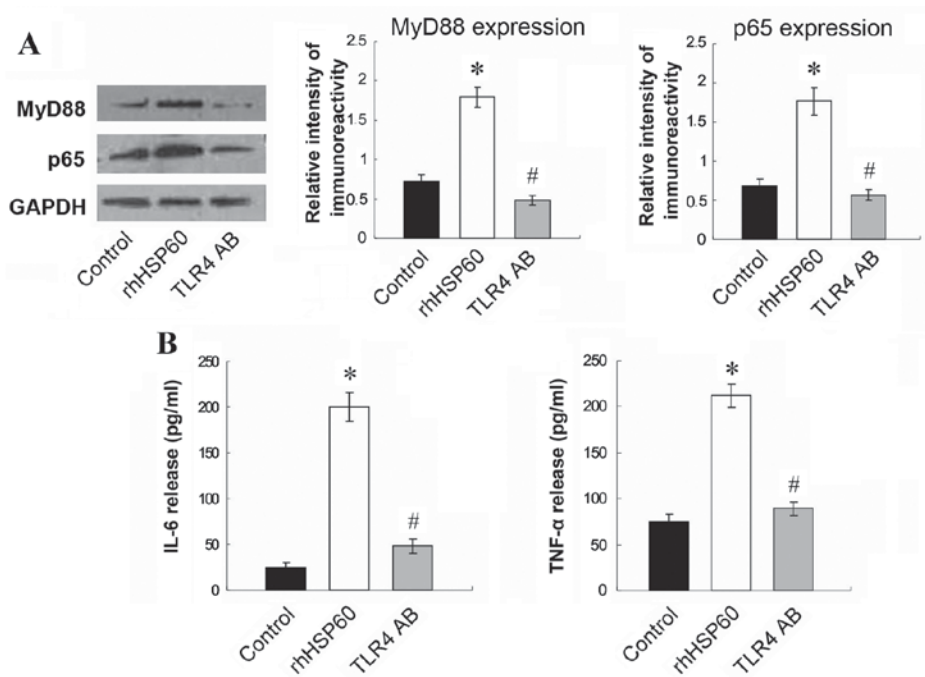 A
MyD88
p65
GAPDH
Control
rhHSP60
TLR4 AB
MyD88 expression
Relative intensity of
immunoreactivity
2.5
2
1.5
1
0.5
0
*
#
Control
rhHSP60
TLR4 AB
p65 expression
Relative intensity of
immunoreactivity
2.5
2
1.5
1
0.5
0
*
#
Control
rhHSP60
TLR4 AB
B
IL-6 release (pg/ml)
250
200
150
100
50
0
*
#
Control
rhHSP60
TLR4 AB
TNF-α release (pg/ml)
250
200
150
100
50
0
*
#
Control
rhHSP60
TLR4 AB